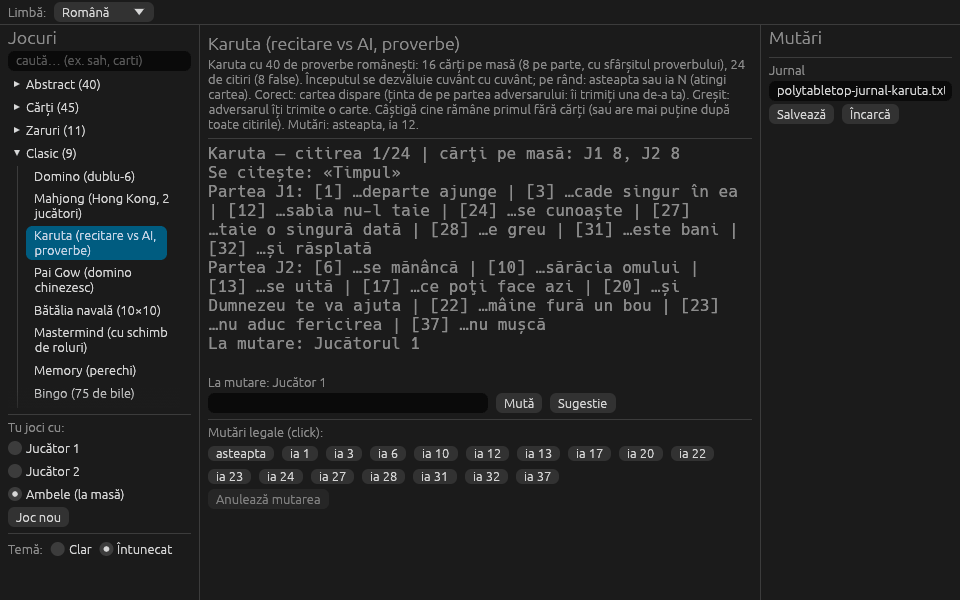 Limbă: Română
Jocuri
caută... (ex. sah, carti)
Abstract (40)
Cărți (45)
Zaruri (11)
Clasic (9)
Domino (dublu-6)
Mahjong (Hong Kong, 2
jucători)
Karuta (recitare vs AI,
proverbe)
Pai Gow (domino
chinezesc)
Bătălia navală (10×10)
Mastermind (cu schimb
de roluri)
Memory (perechi)
Bingo (75 de bile)
Tu joci cu:
Jucător 1
Jucător 2
Ambele (la masă)
Joc nou
Temă: Clar Întunecat
Karuta (recitare vs AI, proverbe)
Karuta cu 40 de proverbe românești: 16 cărți pe masă (8 pe parte, cu sfârșitul proverbului), 24
de citiri (8 false). Începutul se dezvăluie cuvânt cu cuvânt; pe rând: asteapta sau ia N (atingi
cartea). Corect: cartea dispare (ținta de pe partea adversarului: îi trimiți una de-a ta). Greșit:
adversarul îți trimite o carte. Câștigă cine rămâne primul fără cărți (sau are mai puține după
toate citirile). Mutări: asteapta, ia 12.
Karuta — citirea 1/24 | cărţi pe masă: J1 8, J2 8
Se citeşte: «Timpul»
Partea J1: [1] …departe ajunge | [3] …cade singur în ea
| [12] …sabia nu-l taie | [24] …se cunoaşte | [27]
…taie o singură dată | [28] …e greu | [31] …este bani |
[32] …şi răsplată
Partea J2: [6] …se mănâncă | [10] …sărăcia omului |
[13] …se uită | [17] …ce poţi face azi | [20] …şi
Dumnezeu te va ajuta | [22] …mâine fură un bou | [23]
…nu aduc fericirea | [37] …nu muşcă
La mutare: Jucătorul 1
La mutare: Jucător 1
Mută Sugestie
Mutări legale (click):
asteapta ia 1 ia 3 ia 6 ia 10 ia 12 ia 13 ia 17 ia 20 ia 22
ia 23 ia 24 ia 27 ia 28 ia 31 ia 32 ia 37
Anulează mutarea
Mutări
Jurnal
polytabletop-jurnal-karuta.txt
Salvează Încarcă